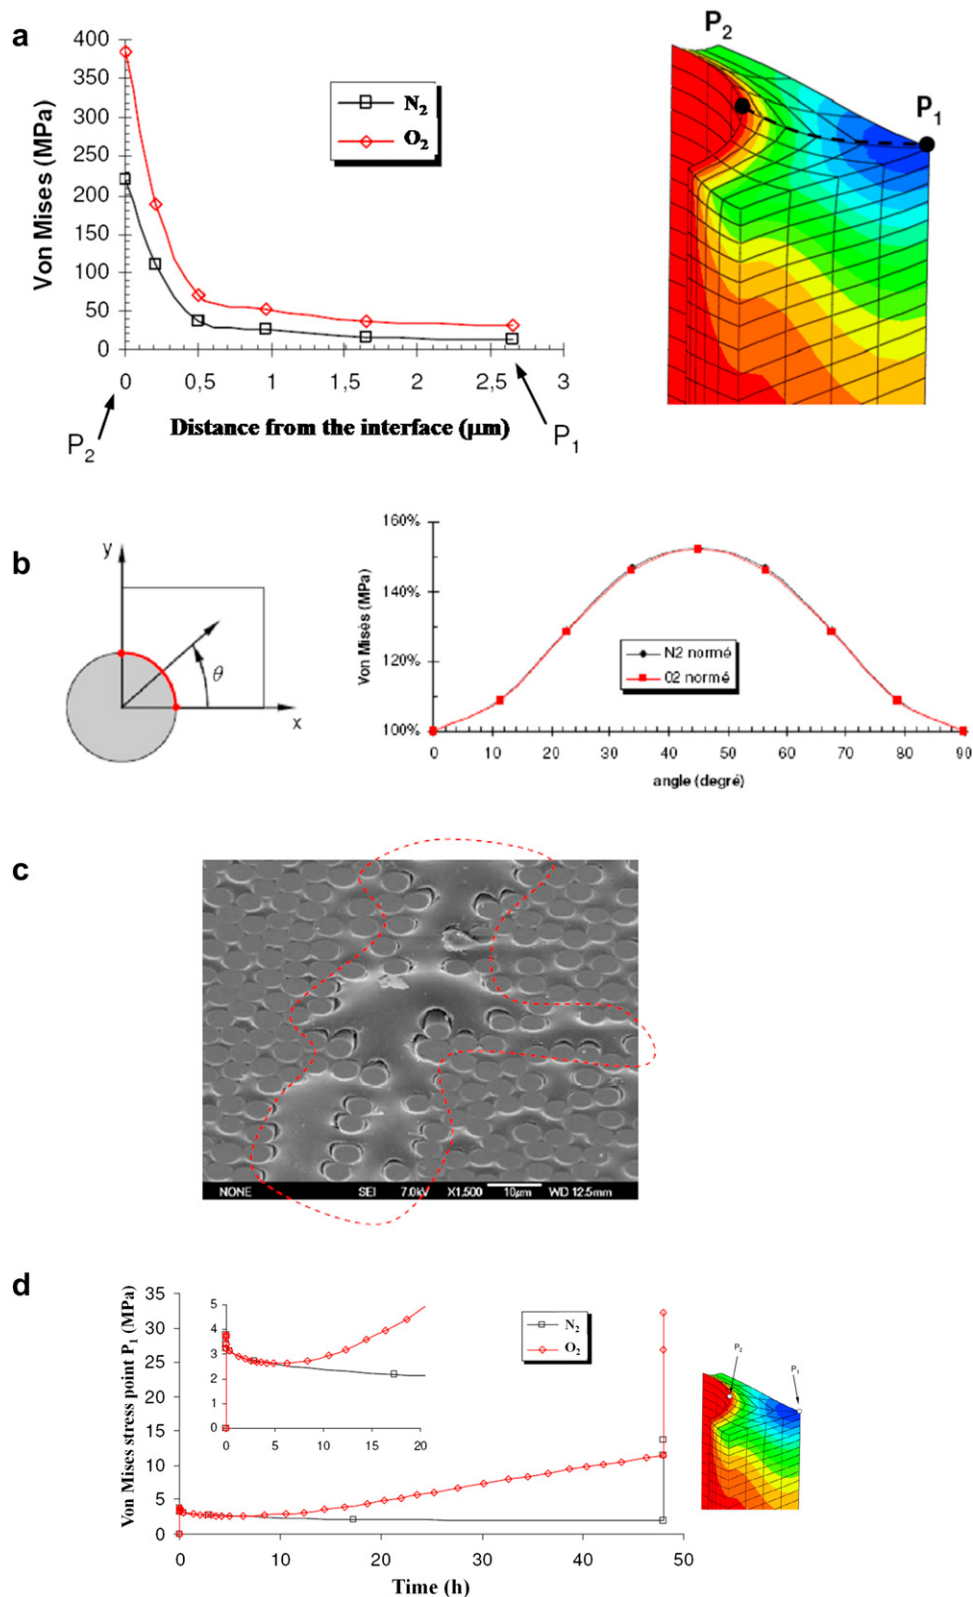 a
400
350
300
250
200
150
100
50
0
Von Mises (MPa)
N2
O2
0 0,5 1 1,5 2 2,5 3
Distance from the interface (µm)
P2
P1
P2
P1
b
y
θ
x
160%
140%
120%
100%
Von Misès (MPa)
N2 normé
02 normé
0 10 20 30 40 50 60 70 80 90
angle (degré)
c
NONE SEI 7.0kV X1,500 10µm WD 12.5mm
d
35
30
25
20
15
10
5
0
Von Mises stress point P1 (MPa)
5
4
3
2
1
0
0 5 10 15 20
N2
O2
0 10 20 30 40 50
Time (h)
P2
P1